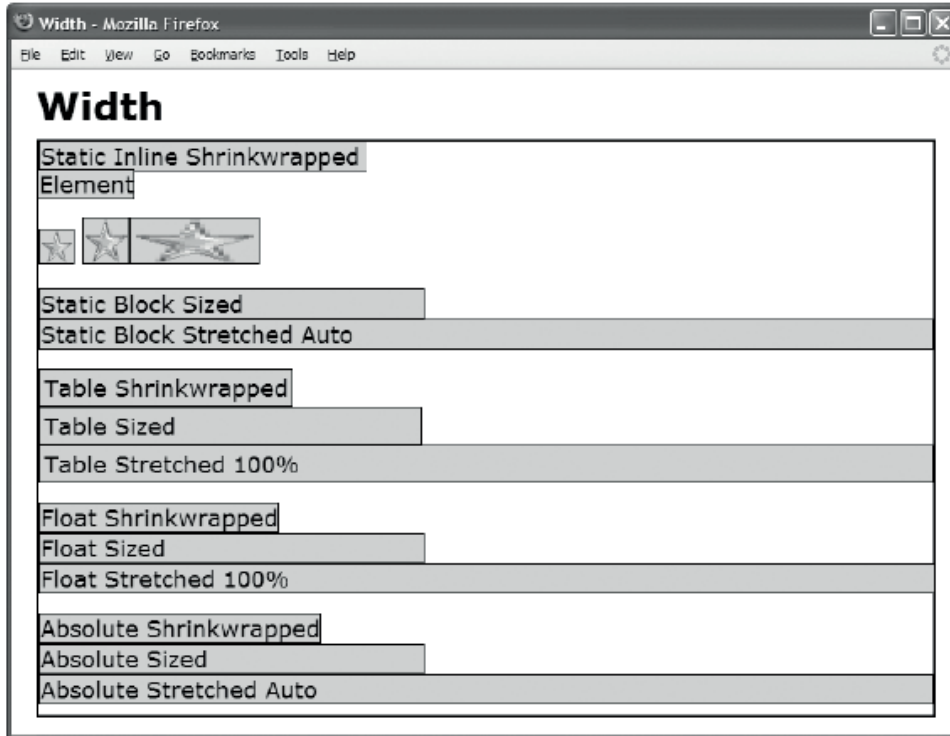 Width - Mozilla Firefox
File Edit View Go Bookmarks Tools Help
Width
Static Inline Shrinkwrapped
Element
Static Block Sized
Static Block Stretched Auto
Table Shrinkwrapped
Table Sized
Table Stretched 100%
Float Shrinkwrapped
Float Sized
Float Stretched 100%
Absolute Shrinkwrapped
Absolute Sized
Absolute Stretched Auto